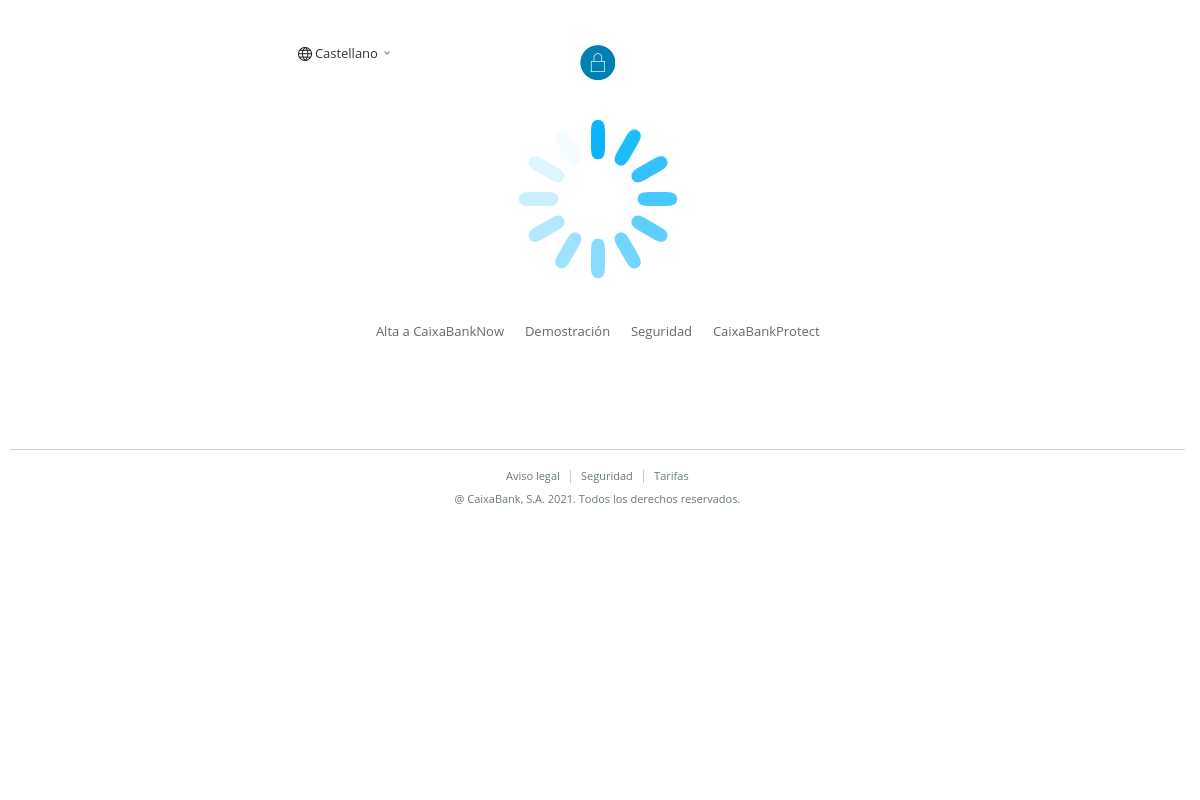 Castellano
Alta a CaixaBankNow Demostración Seguridad CaixaBankProtect
Aviso legal Seguridad Tarifas
@ CaixaBank, S.A. 2021. Todos los derechos reservados.